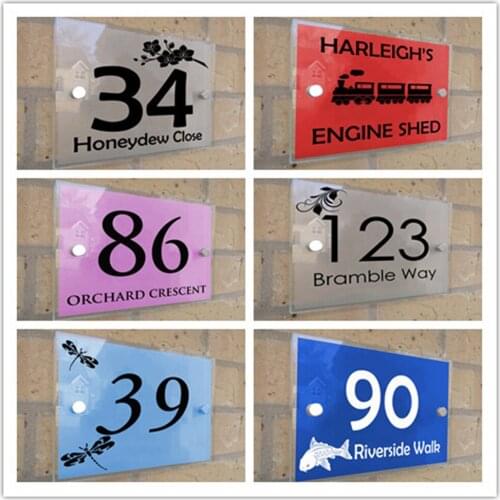 34
Honeydew Close
HARLEIGH'S
ENGINE SHED
86
ORCHARD CRESCENT
123
Bramble Way
39
90
Riverside Walk